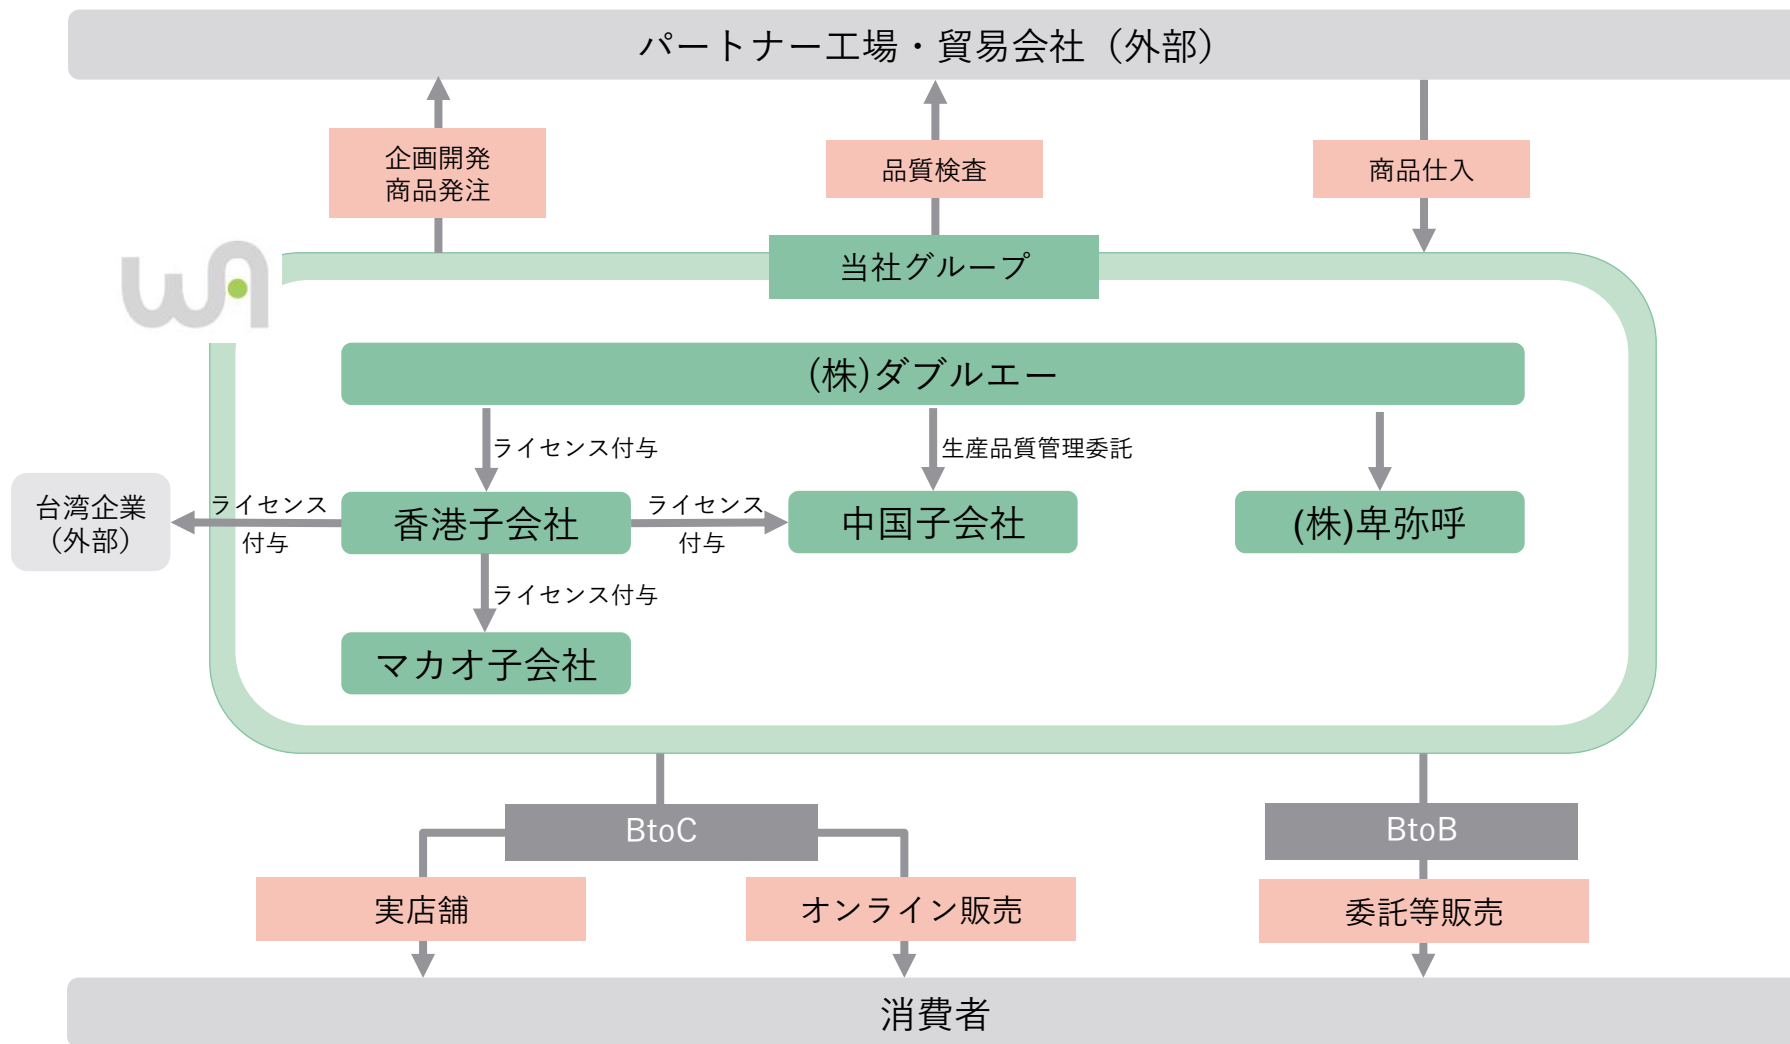 パートナー工場・貿易会社（外部）
企画開発
商品発注
品質検査
商品仕入
wA
当社グループ
(株)ダブルエー
ライセンス付与
生産品質管理委託
台湾企業
（外部）
ライセンス
付与
香港子会社
ライセンス
付与
中国子会社
(株)卑弥呼
ライセンス付与
マカオ子会社
BtoC
BtoB
実店舗
オンライン販売
委託等販売
消費者